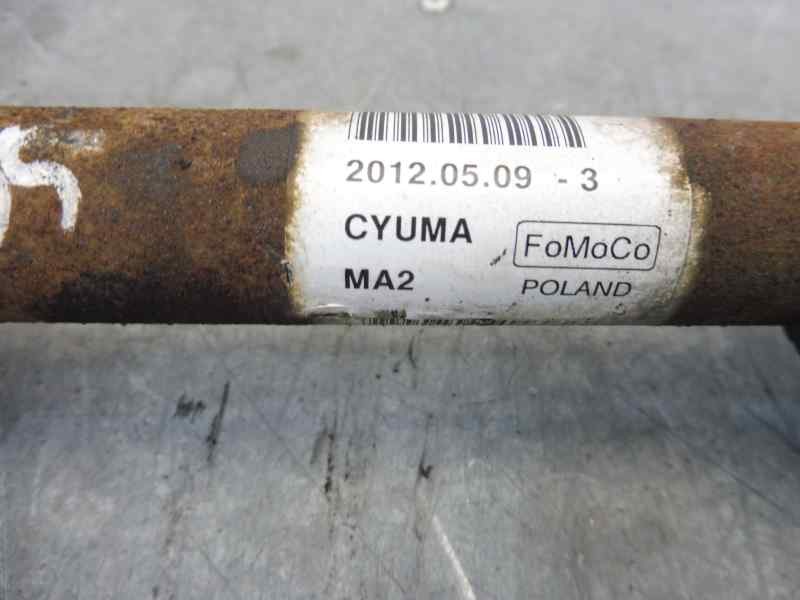 2012.05.09 - 3
CYUMA
FoMoCo
MA2
POLAND